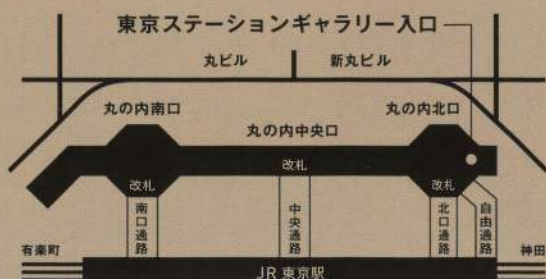 東京ステーションギャラリー入口
丸ビル
新丸ビル
丸の内南口
丸の内北口
丸の内中央口
改札
改札
改札
南口通路
中央通路
北口通路
自由通路
有楽町
神田
JR 東京駅